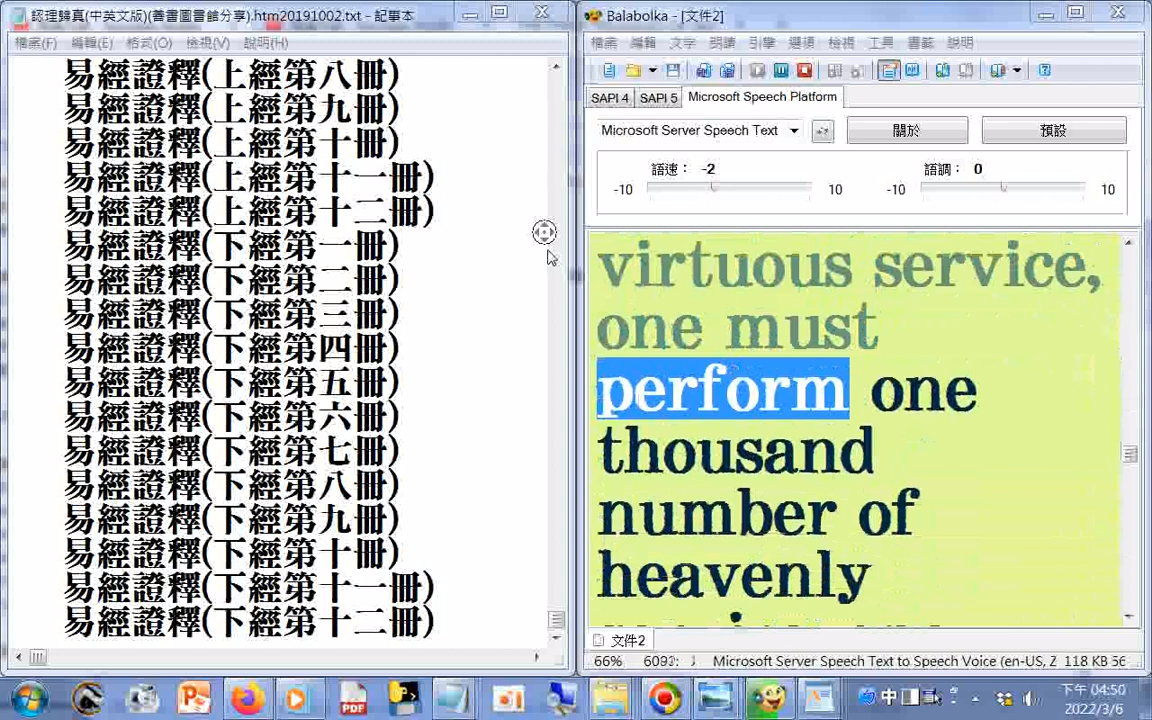 認理歸真(中英文版)(善書圖書館分享).htm20191002.txt - 記事本
檔案(F) 編輯(E) 格式(O) 檢視(V) 說明(H)
易經證釋(上經第八冊)
易經證釋(上經第九冊)
易經證釋(上經第十冊)
易經證釋(上經第十一冊)
易經證釋(上經第十二冊)
易經證釋(下經第一冊)
易經證釋(下經第二冊)
易經證釋(下經第三冊)
易經證釋(下經第四冊)
易經證釋(下經第五冊)
易經證釋(下經第六冊)
易經證釋(下經第七冊)
易經證釋(下經第八冊)
易經證釋(下經第九冊)
易經證釋(下經第十冊)
易經證釋(下經第十一冊)
易經證釋(下經第十二冊)
Balabolka - [文件2]
檔案 編輯 文字 朗讀 引擎 選項 檢視 工具 書籤 說明
SAPI 4 SAPI 5 Microsoft Speech Platform
Microsoft Server Speech Text 關於 預設
語速: -2 語調: 0
-10 10 -10 10
virtuous service,
one must
perform one
thousand
number of
heavenly
文件2
66% Microsoft Server Speech Text to Speech Voice (en-US, Z 118 KB
PDF
中
下午 04:50
2022/3/6